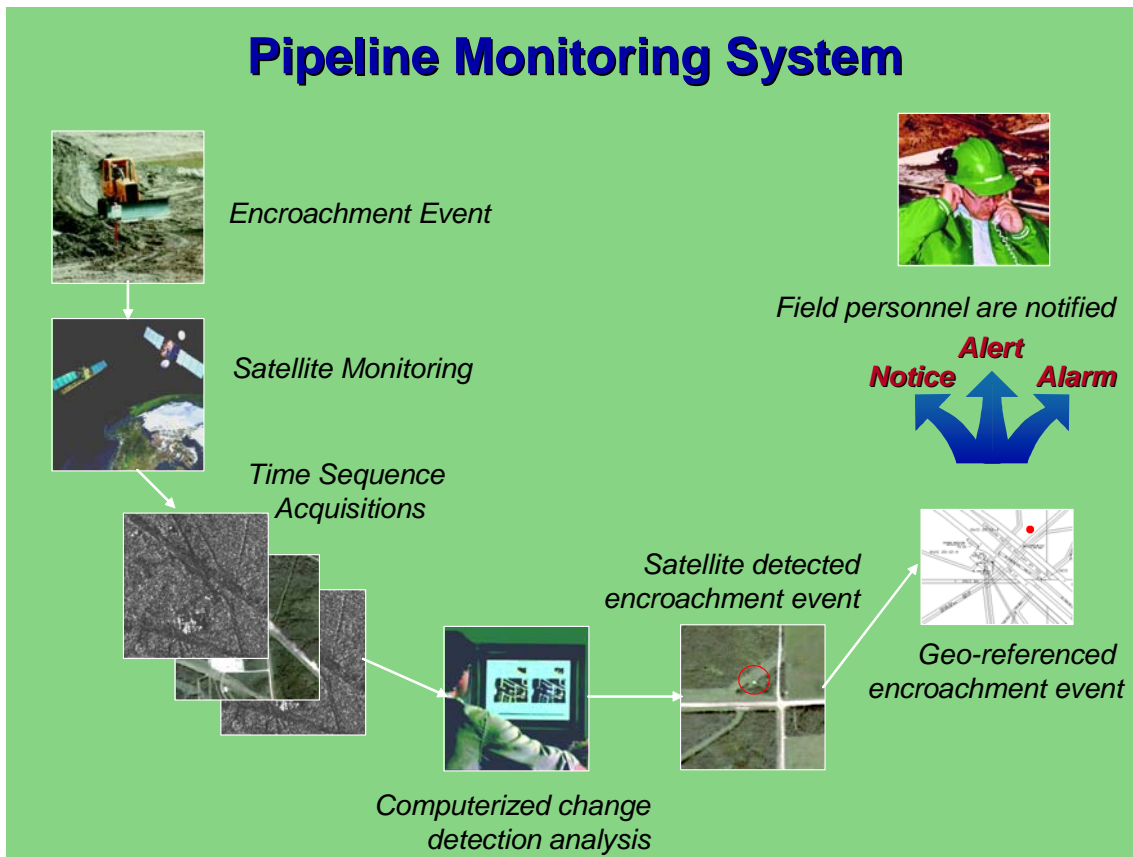 Pipeline Monitoring System
Encroachment Event
Satellite Monitoring
Time Sequence
Acquisitions
Computerized change
detection analysis
Satellite detected
encroachment event
Geo-referenced
encroachment event
Notice
Alert
Alarm
Field personnel are notified